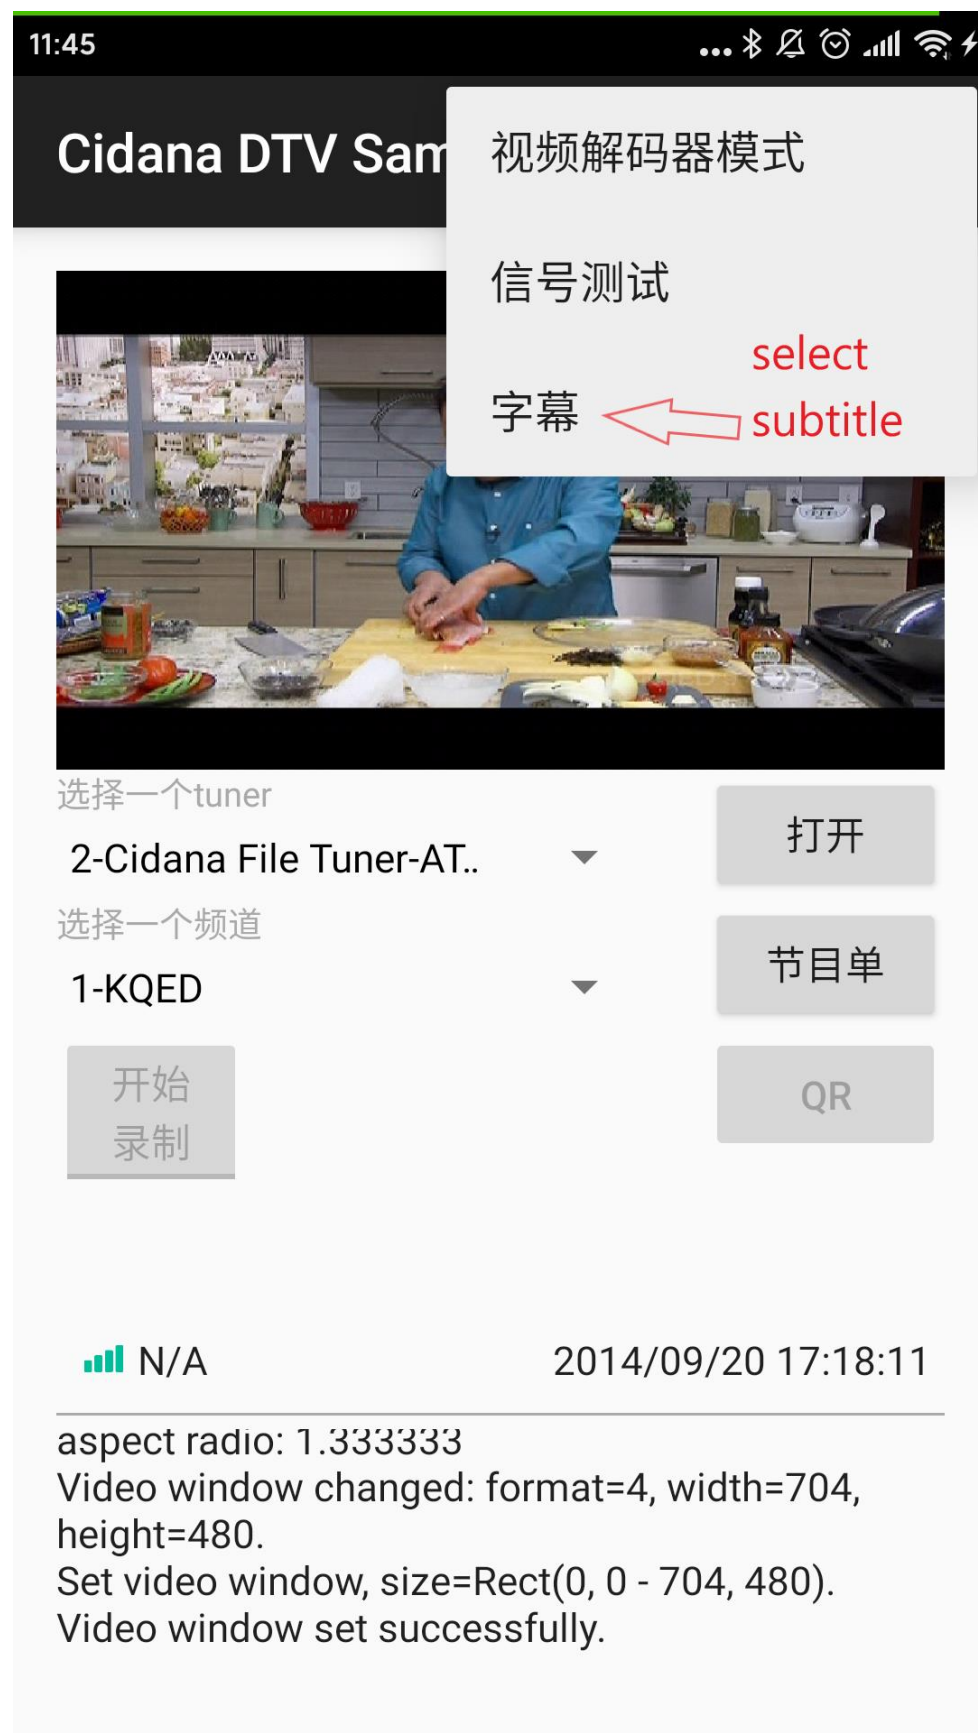 11:45
Cidana DTV Sam
视频解码器模式
信号测试
select
字幕
subtitle
选择一个tuner
2-Cidana File Tuner-AT..
打开
选择一个频道
1-KQED
节目单
开始
录制
QR
N/A
2014/09/20 17:18:11
aspect radio: 1.333333
Video window changed: format=4, width=704,
height=480.
Set video window, size=Rect(0, 0 - 704, 480).
Video window set successfully.